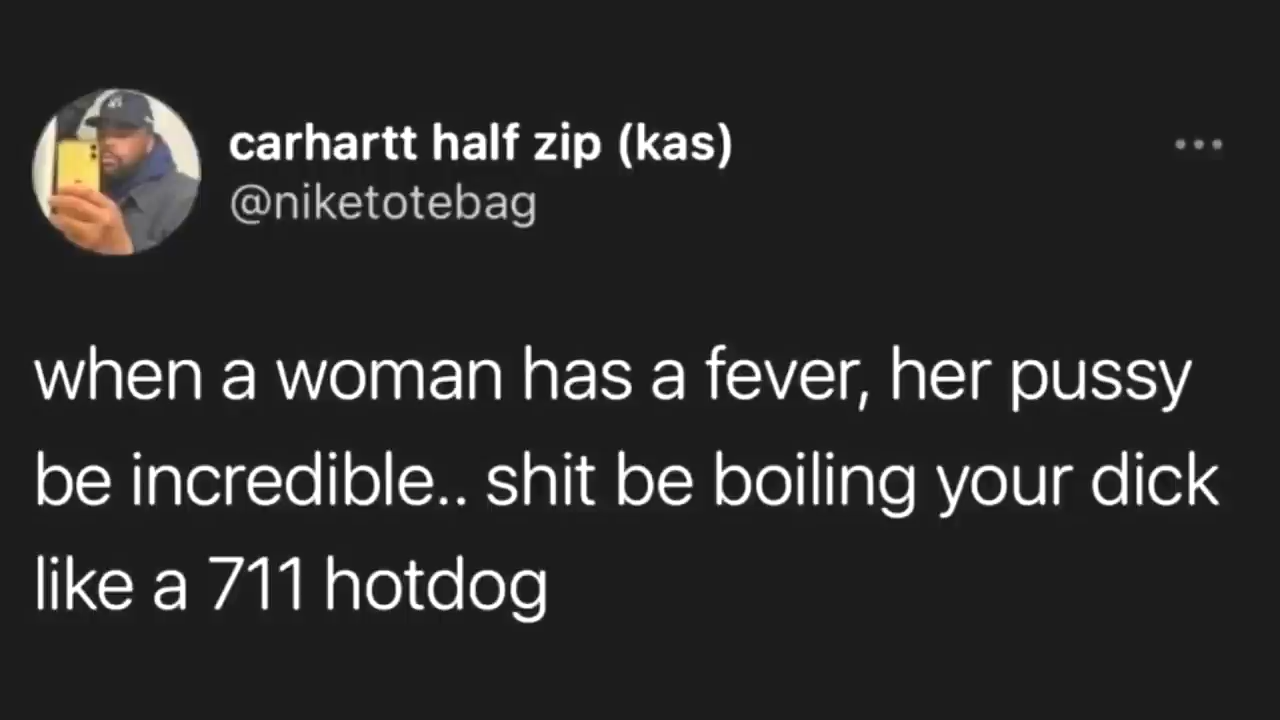 carhartt half zip (kas)
@niketotebag
when a woman has a fever, her pussy
be incredible.. shit be boiling your dick
like a 711 hotdog